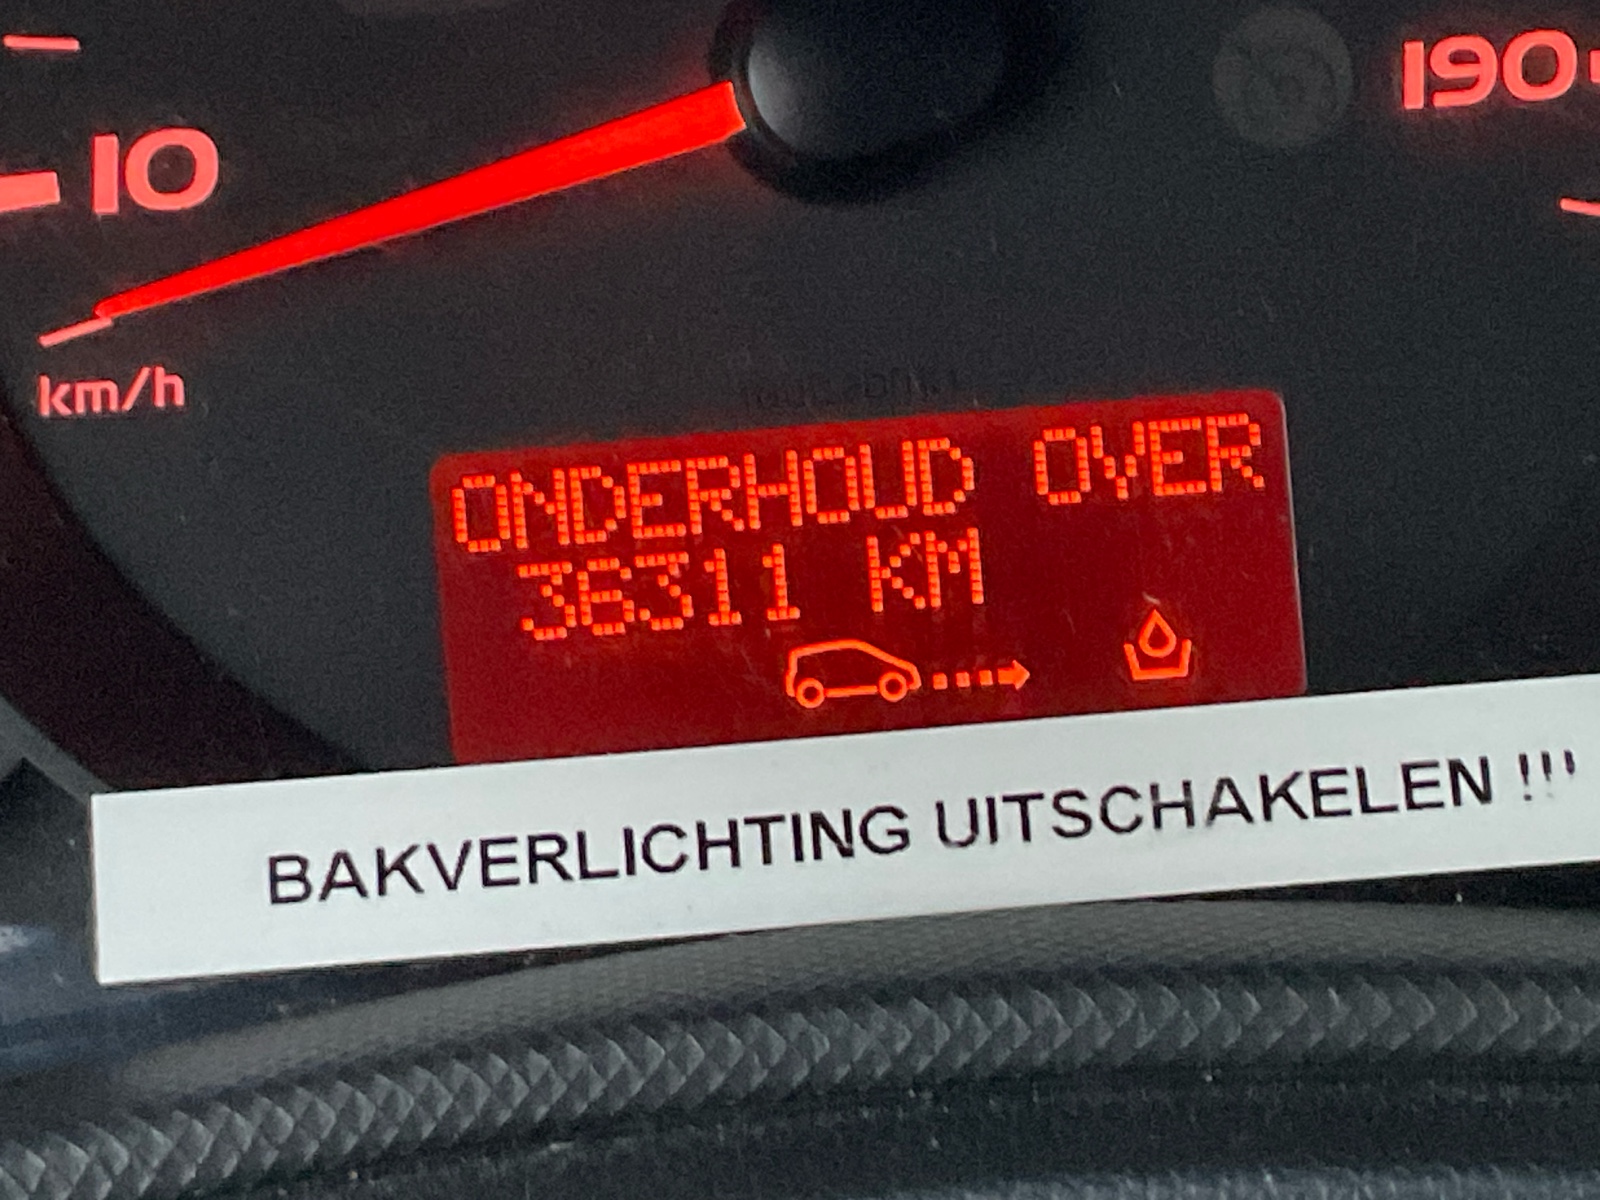 190
10
km/h
ONDERHOUD OVER
36311 KM
BAKVERLICHTING UITSCHAKELEN !!!